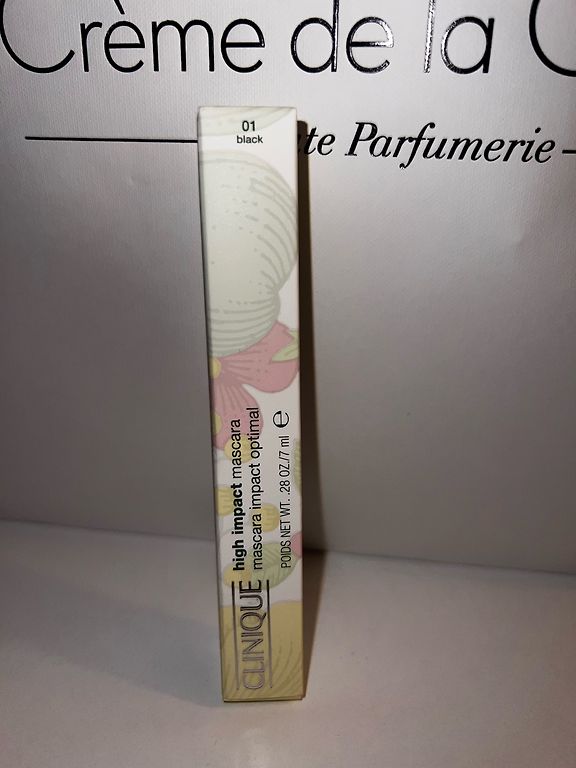 Crème de la
te Parfumerie
01
black
CLINIQUE
high impact mascara
mascara impact optimal
POIDS NET WT. .28 OZ./7 ml ℮